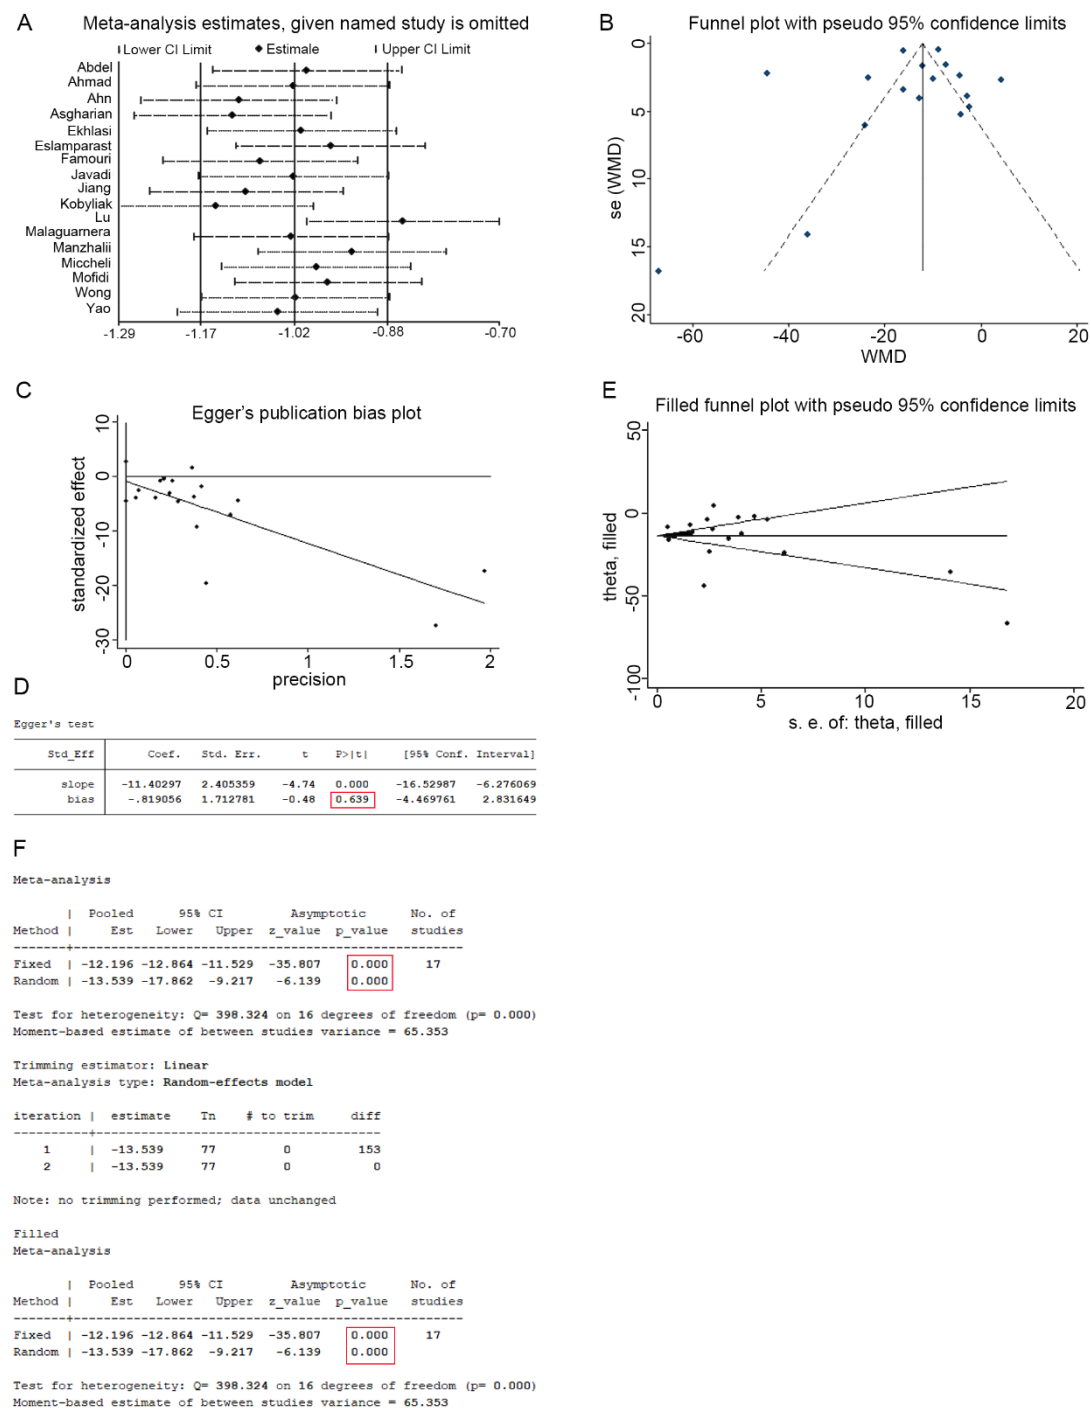 A
Meta-analysis estimates, given named study is omitted
Lower CI Limit Estimale Upper CI Limit
Abdel
Ahmad
Ahn
Asgharian
Ekhlasi
Eslamparast
Famouri
Javadi
Jiang
Kobyliak
Lu
Malaguarnera
Manzhalii
Miccheli
Mofidi
Wong
Yao
-1.29 -1.17 -1.02 -0.88 -0.70
B
Funnel plot with pseudo 95% confidence limits
se (WMD)
0
5
10
15
20
-60 -40 -20 0 20
WMD
C
Egger's publication bias plot
standardized effect
10
0
-10
-20
-30
0 0.5 1 1.5 2
precision
E
Filled funnel plot with pseudo 95% confidence limits
theta, filled
50
0
-50
-100
0 5 10 15 20
s. e. of: theta, filled
D
Egger's test
Std_Eff Coef. Std. Err. t P>|t| [95% Conf. Interval]
slope -11.40297 2.405359 -4.74 0.000 -16.52987 -6.276069
bias -.819056 1.712781 -0.48 0.639 -4.469761 2.831649
F
Meta-analysis
| Pooled 95% CI Asymptotic No. of
Method | Est Lower Upper z_value p_value studies
Fixed | -12.196 -12.864 -11.529 -35.807 0.000 17
Random | -13.539 -17.862 -9.217 -6.139 0.000
Test for heterogeneity: Q= 398.324 on 16 degrees of freedom (p= 0.000)
Moment-based estimate of between studies variance = 65.353
Trimming estimator: Linear
Meta-analysis type: Random-effects model
iteration | estimate Tn # to trim diff
1 | -13.539 77 0 153
2 | -13.539 77 0 0
Note: no trimming performed; data unchanged
Filled
Meta-analysis
| Pooled 95% CI Asymptotic No. of
Method | Est Lower Upper z_value p_value studies
Fixed | -12.196 -12.864 -11.529 -35.807 0.000 17
Random | -13.539 -17.862 -9.217 -6.139 0.000
Test for heterogeneity: Q= 398.324 on 16 degrees of freedom (p= 0.000)
Moment-based estimate of between studies variance = 65.353